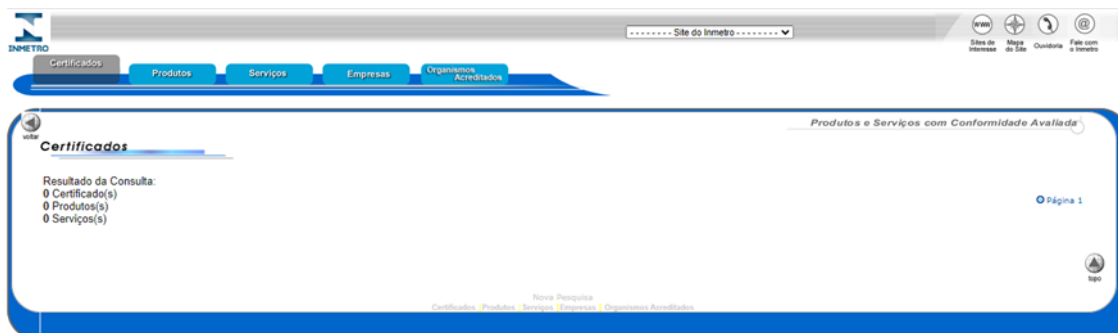 INMETRO
- - - - - - - - Site do Inmetro - - - - - - - -
www
@
Sites de Interesse
Mapa do Site
Ouvidoria
Fale com o Inmetro
Certificados
Produtos
Serviços
Empresas
Organismos Acreditados
voltar
Produtos e Serviços com Conformidade Avaliada
Certificados
Resultado da Consulta:
0 Certificado(s)
0 Produtos(s)
0 Serviços(s)
Página 1
topo
Nova Pesquisa
Certificados |Produtos |Serviços |Empresas | Organismos Acreditados